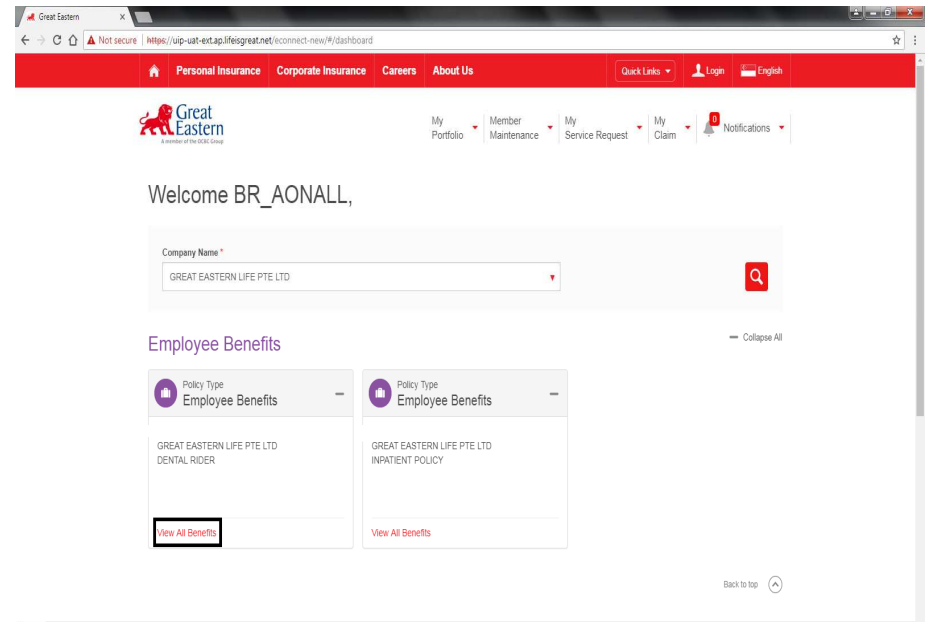 Great Eastern
Not secure | https://uip-uat-ext.ap.lifeisgreat.net/econnect-new/#/dashboard
Personal Insurance Corporate Insurance Careers About Us Quick Links Login English
Great
Eastern
A member of the OCBC Group
My
Portfolio
Member
Maintenance
My
Service Request
My
Claim
0
Notifications
Welcome BR_AONALL,
Company Name *
GREAT EASTERN LIFE PTE LTD
Employee Benefits
Collapse All
Policy Type
Employee Benefits
GREAT EASTERN LIFE PTE LTD
DENTAL RIDER
View All Benefits
Policy Type
Employee Benefits
GREAT EASTERN LIFE PTE LTD
INPATIENT POLICY
View All Benefits
Back to top